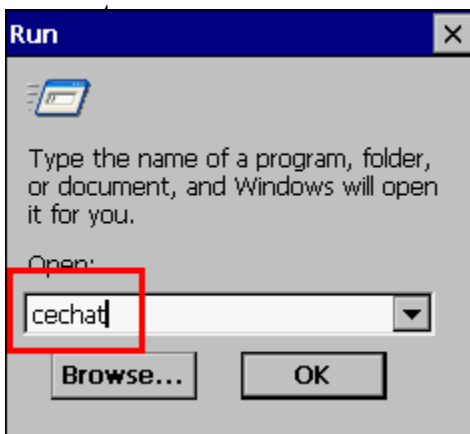 Run
Type the name of a program, folder,
or document, and Windows will open
it for you.
Open:
cechat
Browse... OK